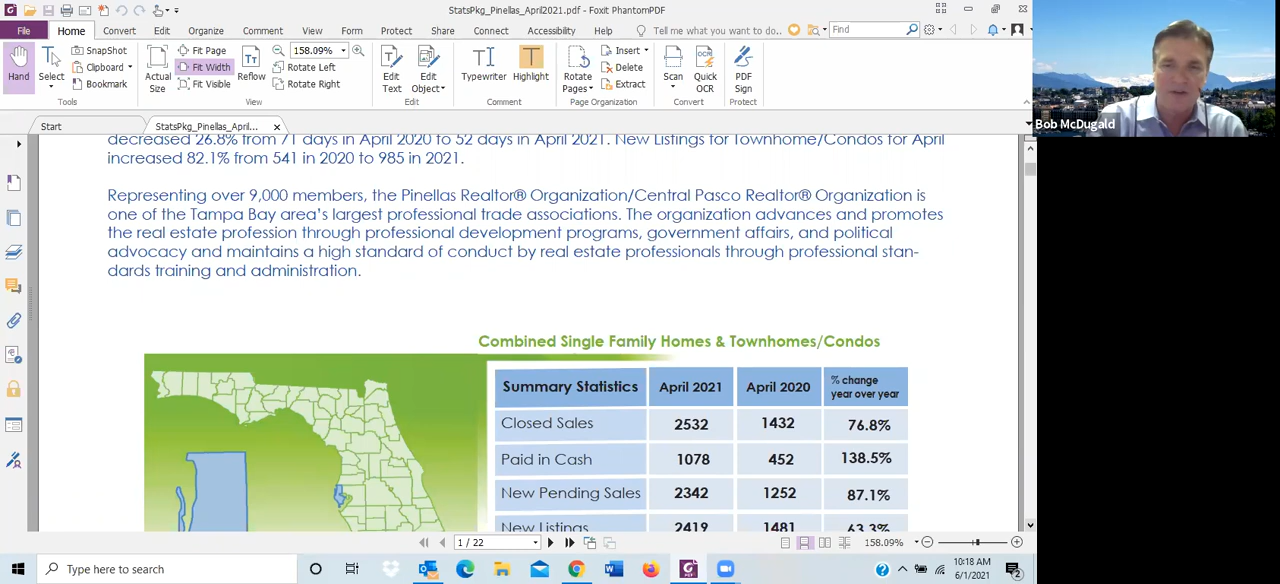 StatsPkg_Pinellas_April2021.pdf - Foxit PhantomPDF
File Home Convert Edit Organize Comment View Form Protect Share Connect Accessibility Help Tell me what you want to do... Find
Hand
Select
SnapShot
Clipboard
Bookmark
Tools
Actual Size
Fit Page
Fit Width
Fit Visible
Reflow
158.09%
Rotate Left
Rotate Right
View
Edit Text
Edit Object
Edit
Typewriter
Highlight
Comment
Rotate Pages
Insert
Delete
Extract
Page Organization
Scan
Quick OCR
Convert
PDF Sign
Protect
Bob McDugald
Start
StatsPkg_Pinellas_April...
decreased 26.8% from 71 days in April 2020 to 52 days in April 2021. New Listings for Townhome/Condos for April
increased 82.1% from 541 in 2020 to 985 in 2021.
Representing over 9,000 members, the Pinellas Realtor® Organization/Central Pasco Realtor® Organization is
one of the Tampa Bay area's largest professional trade associations. The organization advances and promotes
the real estate profession through professional development programs, government affairs, and political
advocacy and maintains a high standard of conduct by real estate professionals through professional stan-
dards training and administration.
Combined Single Family Homes & Townhomes/Condos
Summary Statistics April 2021 April 2020 % change year over year
Closed Sales 2532 1432 76.8%
Paid in Cash 1078 452 138.5%
New Pending Sales 2342 1252 87.1%
New Listings 2419 1481 63.3%
1 / 22
158.09%
Type here to search
10:18 AM
6/1/2021